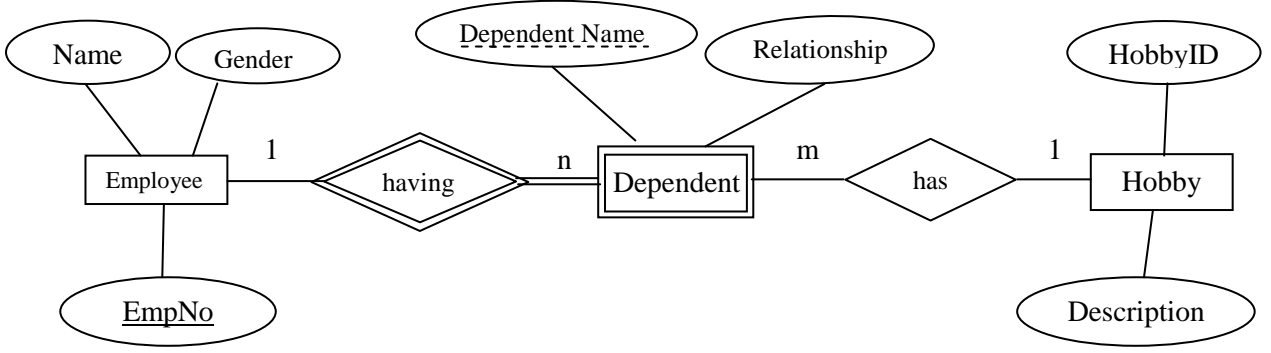 Name
Gender
Dependent Name
Relationship
HobbyID
1
n
m
1
Employee
having
Dependent
has
Hobby
EmpNo
Description